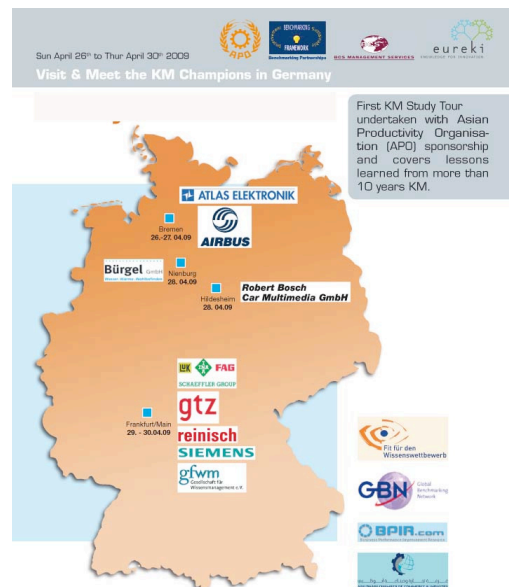 APO
BENCHMARKING
FRAMEWORK
Benchmarking Partnerships
BCS MANAGEMENT SERVICES
eureki
KNOWLEDGE FOR INNOVATION
Sun April 26th to Thur April 30th 2009
Visit & Meet the KM Champions in Germany
First KM Study Tour
undertaken with Asian
Productivity Organisa-
tion (APO) sponsorship
and covers lessons
learned from more than
10 years KM.
ATLAS ELEKTRONIK
AIRBUS
Bremen
26.-27. 04.09
Bürgel GmbH
Nienburg
28. 04.09
Hildesheim
28. 04.09
Robert Bosch
Car Multimedia GmbH
LuK
INA
FAG
SCHAEFFLER GROUP
gtz
Frankfurt/Main
29. - 30.04.09
reinisch
SIEMENS
gfwm
Gesellschaft für
Wissensmanagement e.V.
Fit für den
Wissenswettbewerb
GBN
Global
Benchmarking
Network
BPIR.com